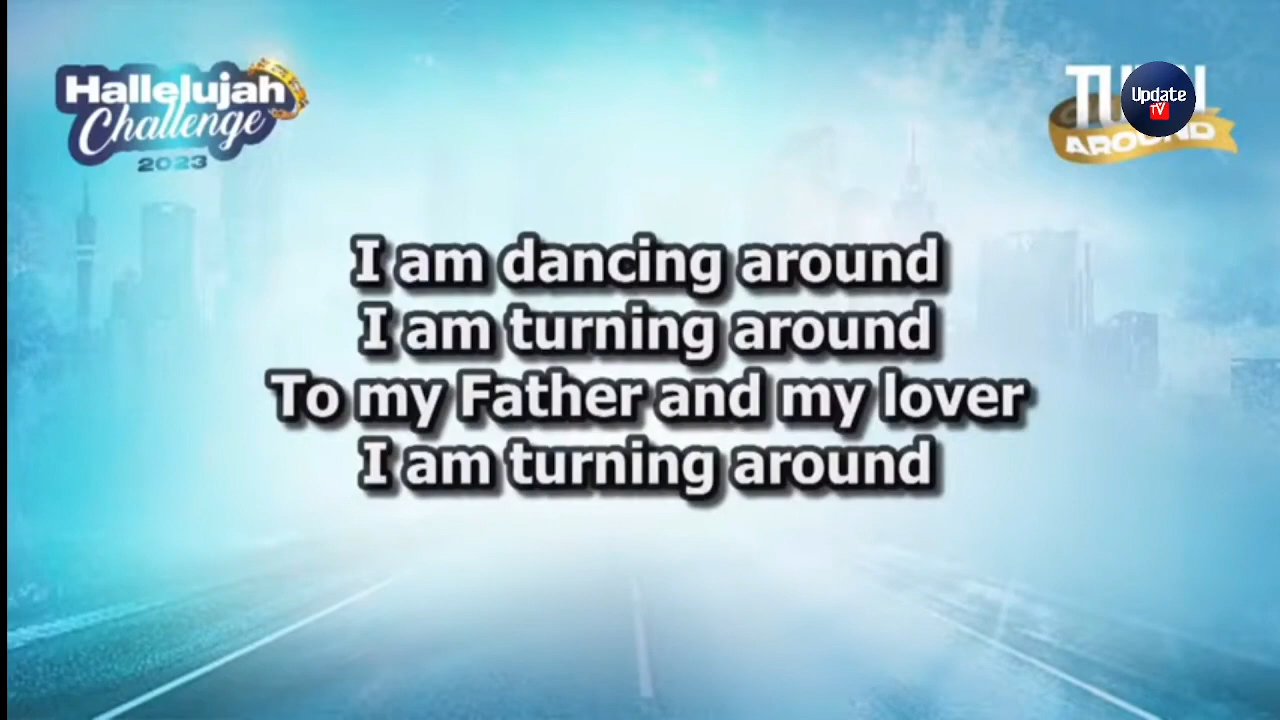 Hallelujah
Challenge
2023
Update
TV
AROUND
I am dancing around
I am turning around
To my Father and my lover
I am turning around